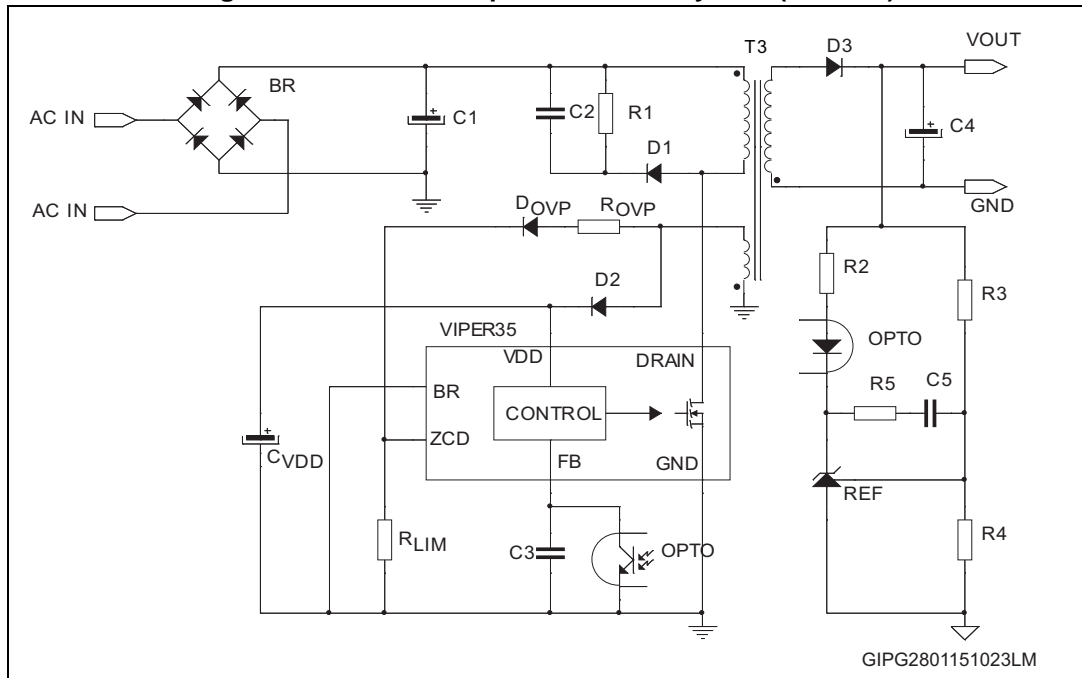 T3
D3
VOUT
BR
AC IN
C1
C2
R1
C4
D1
AC IN
GND
DOVP
ROVP
D2
R2
R3
VIPER35
VDD
DRAIN
OPTO
BR
R5
C5
CONTROL
ZCD
CVDD
FB
GND
REF
RLIM
C3
OPTO
R4
GIPG2801151023LM